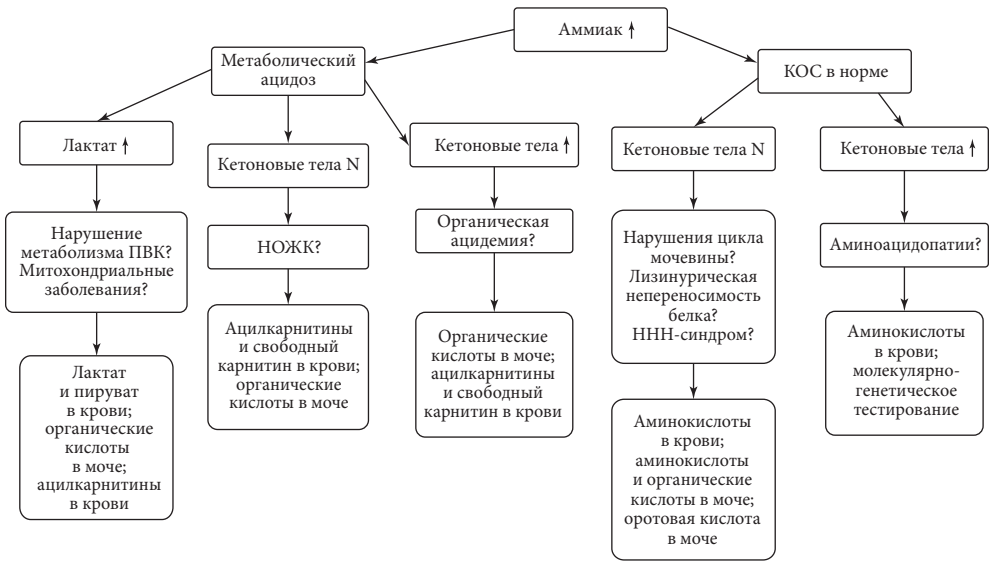 Аммиак ↑
Метаболический
ацидоз
КОС в норме
Лактат ↑
Кетоновые тела N
Кетоновые тела ↑
Кетоновые тела N
Кетоновые тела ↑
Нарушение
метаболизма ПВК?
Митохондриальные
заболевания?
НОЖК?
Органическая
ацидемия?
Нарушения цикла
мочевины?
Лизинурическая
непереносимость
белка?
ННН-синдром?
Аминоацидопатии?
Лактат
и пируват
в крови;
органические
кислоты
в моче;
ацилкарнитины
в крови
Ацилкарнитины
и свободный
карнитин в крови;
органические
кислоты в моче
Органические
кислоты в моче;
ацилкарнитины
и свободный
карнитин в крови
Аминокислоты
в крови;
аминокислоты
и органические
кислоты в моче;
оротовая кислота
в моче
Аминокислоты
в крови;
молекулярно-
генетическое
тестирование